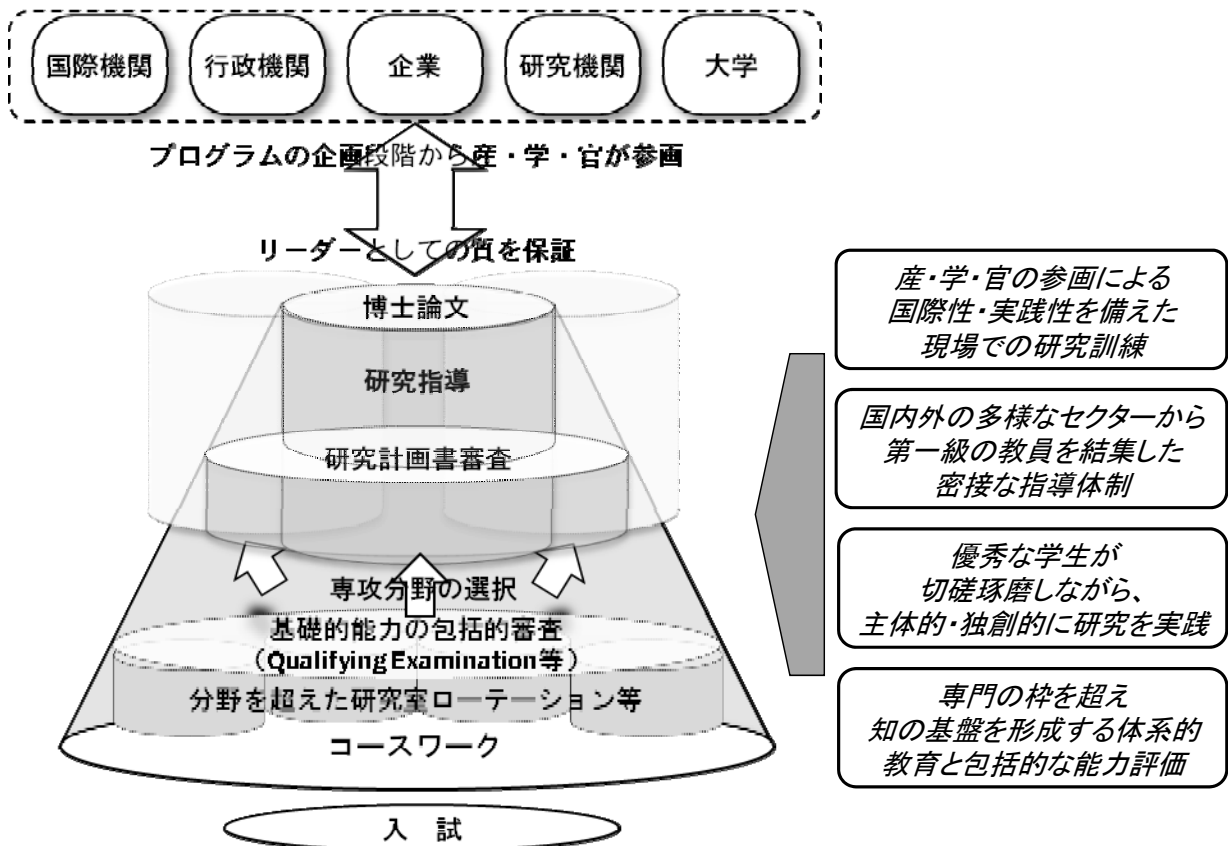 国際機関
行政機関
企業
研究機関
大学
プログラムの企画段階から産・学・官が参画
リーダーとしての質を保証
博士論文
研究指導
研究計画書審査
専攻分野の選択
基礎的能力の包括的審査
（Qualifying Examination等）
分野を超えた研究室ローテーション等
コースワーク
入　試
産・学・官の参画による
国際性・実践性を備えた
現場での研究訓練
国内外の多様なセクターから
第一級の教員を結集した
密接な指導体制
優秀な学生が
切磋琢磨しながら、
主体的・独創的に研究を実践
専門の枠を超え
知の基盤を形成する体系的
教育と包括的な能力評価